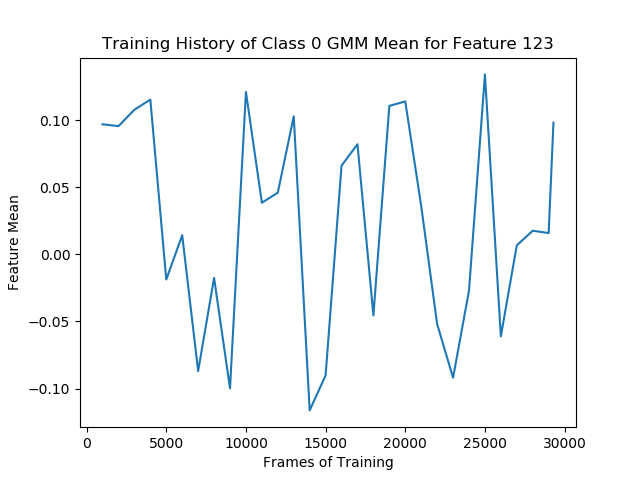 Training History of Class 0 GMM Mean for Feature 123
0.10
0.05
0.00
−0.05
−0.10
Feature Mean
0 5000 10000 15000 20000 25000 30000
Frames of Training